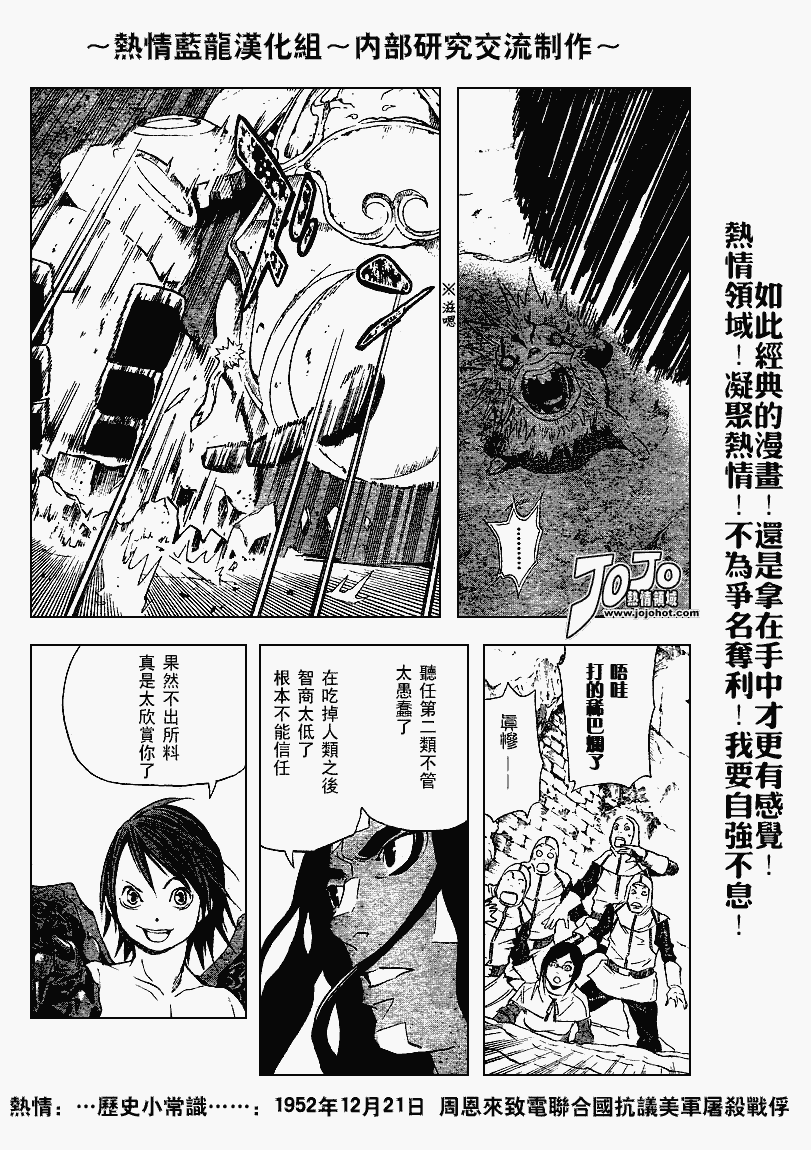 ～熱情藍龍漢化組～内部研究交流制作～
※滋嗯
………
JOJO
熱情領域
www.jojohot.com
如此經典的漫畫！還是拿在手中才更有感覺！
熱情領域！凝聚熱情！不為爭名奪利！我要自強不息！
唔哇
打的稀巴爛了
真慘——
聽任第二類不管
太愚蠢了
在吃掉人類之後
智商太低了
根本不能信任
果然不出所料
真是太欣賞你了
熱情：…歷史小常識……：1952年12月21日 周恩來致電聯合國抗議美軍屠殺戰俘